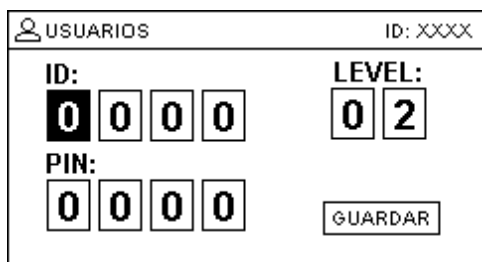 USUARIOS ID: XXXX
ID: LEVEL:
0 0 0 0 0 2
PIN:
0 0 0 0
GUARDAR